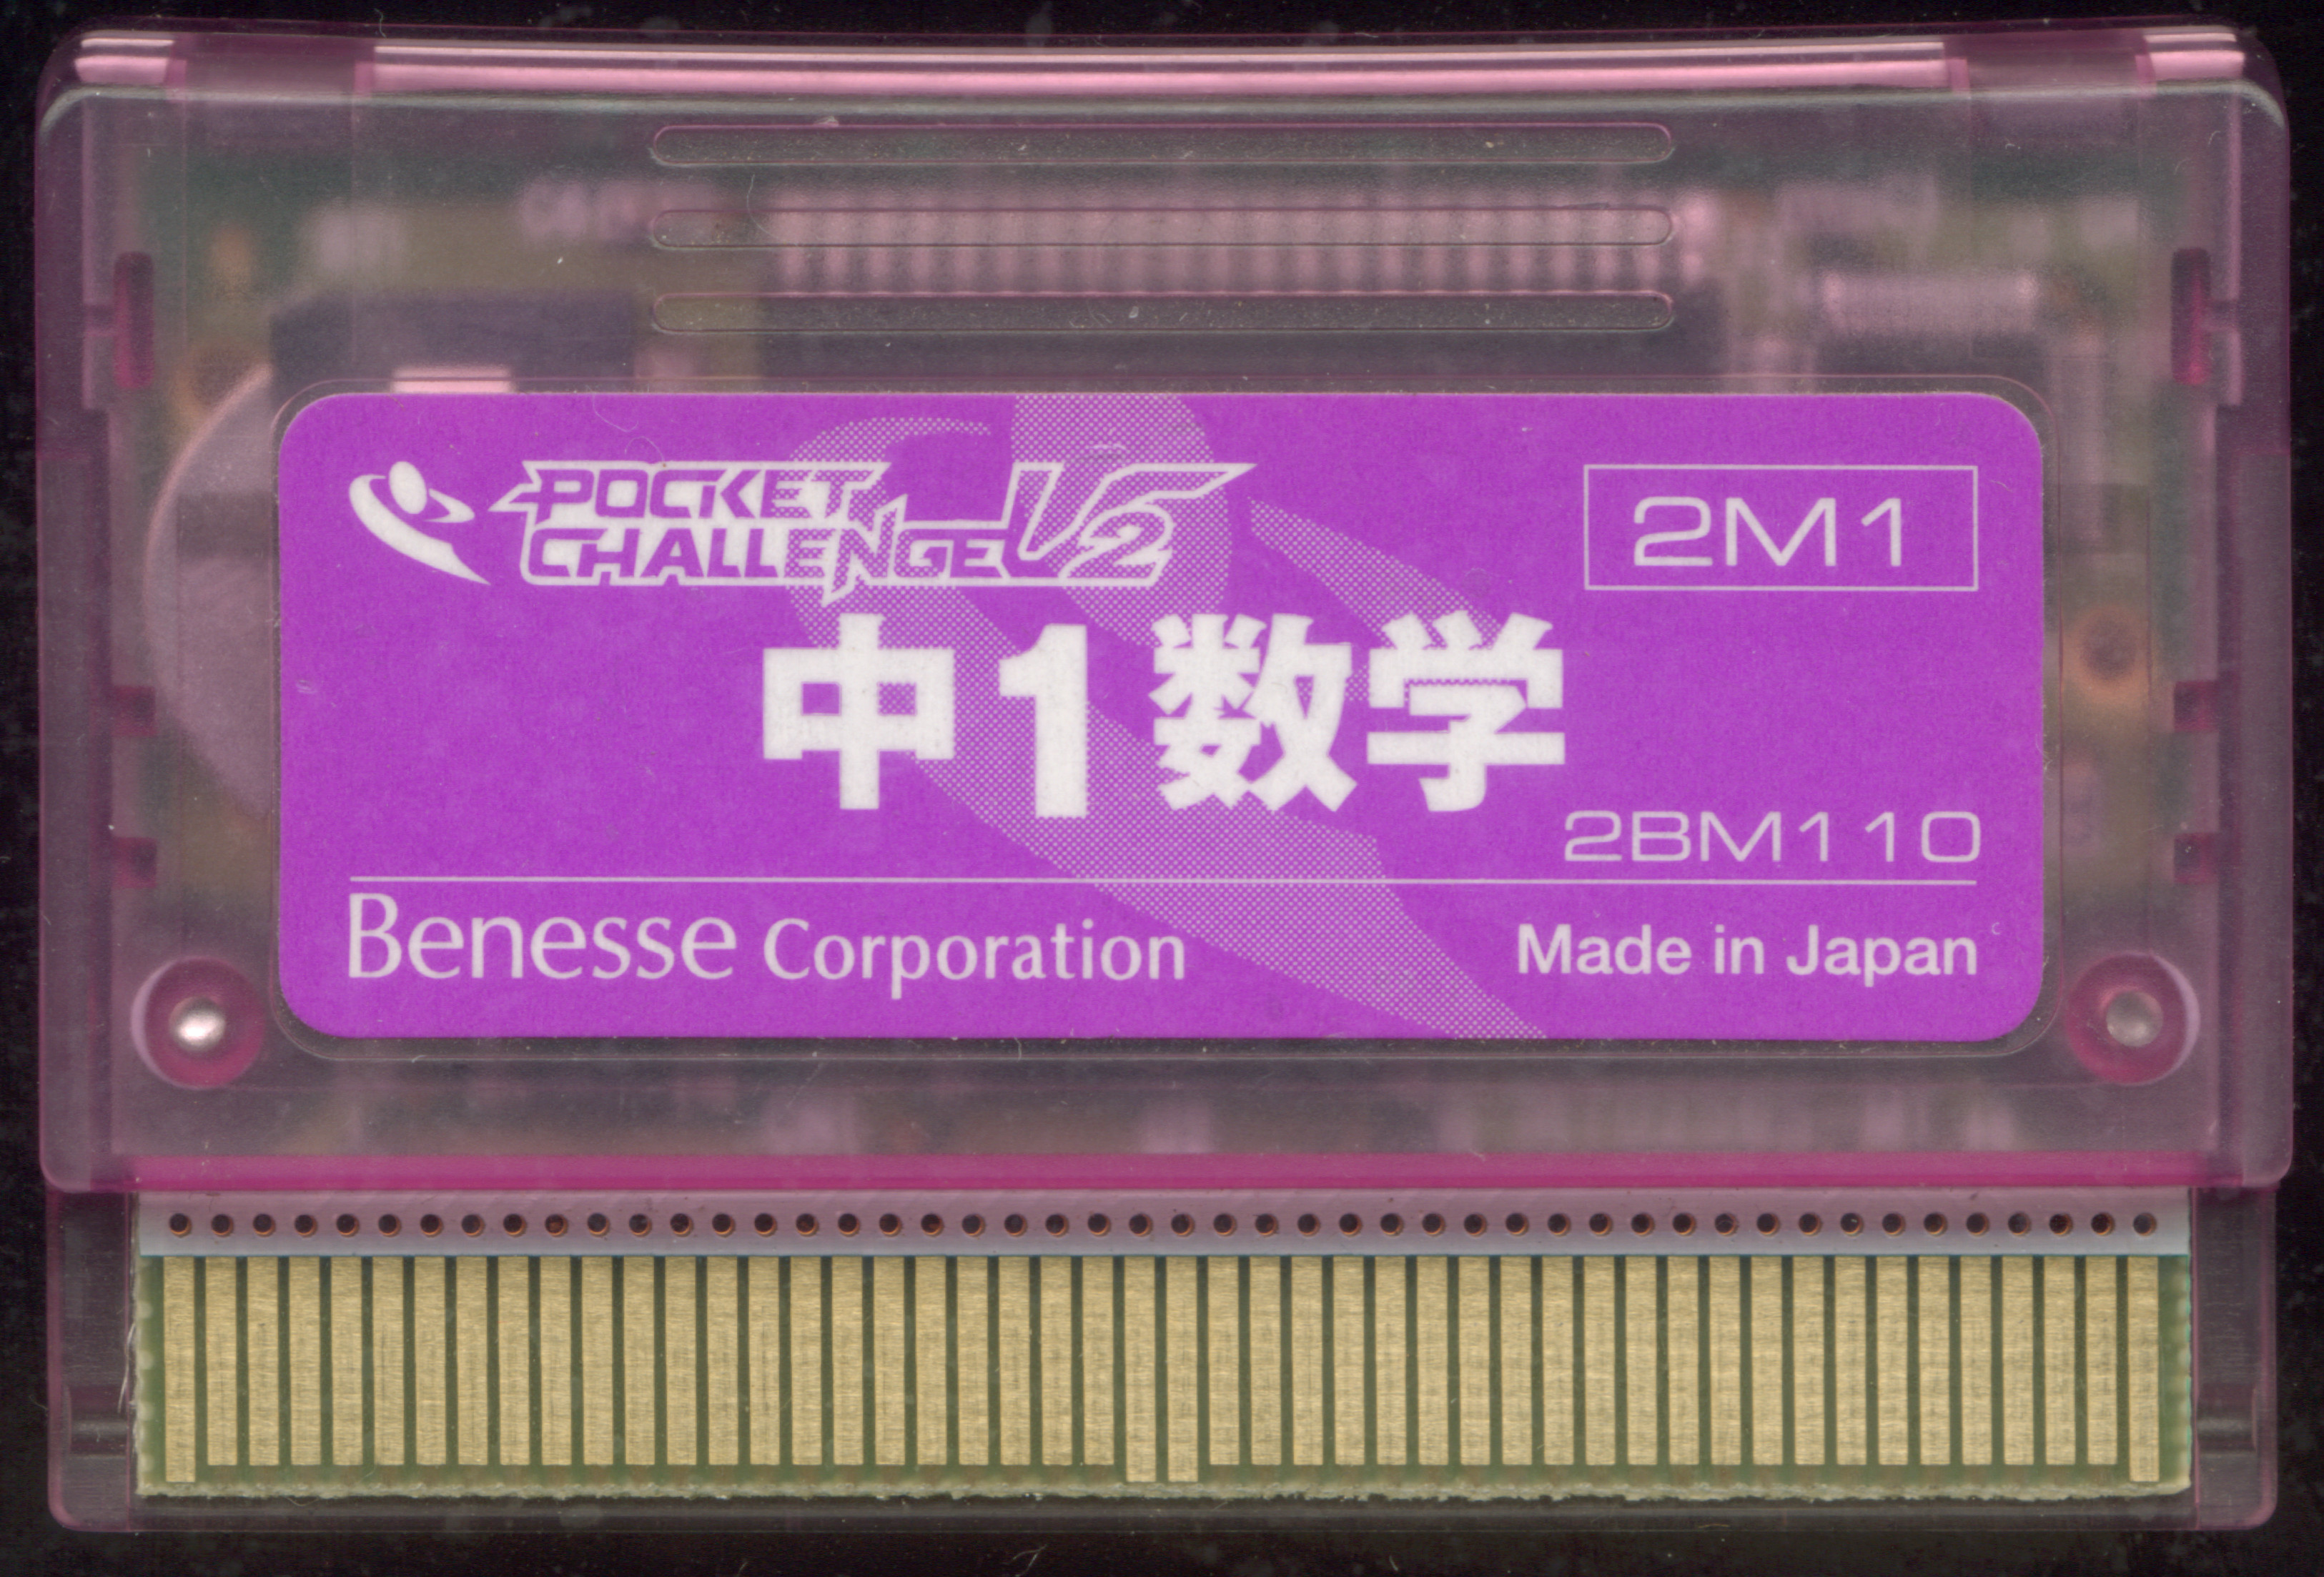 POCKET CHALLENGE V2
2M1
中1数学
2BM110
Benesse Corporation
Made in Japan